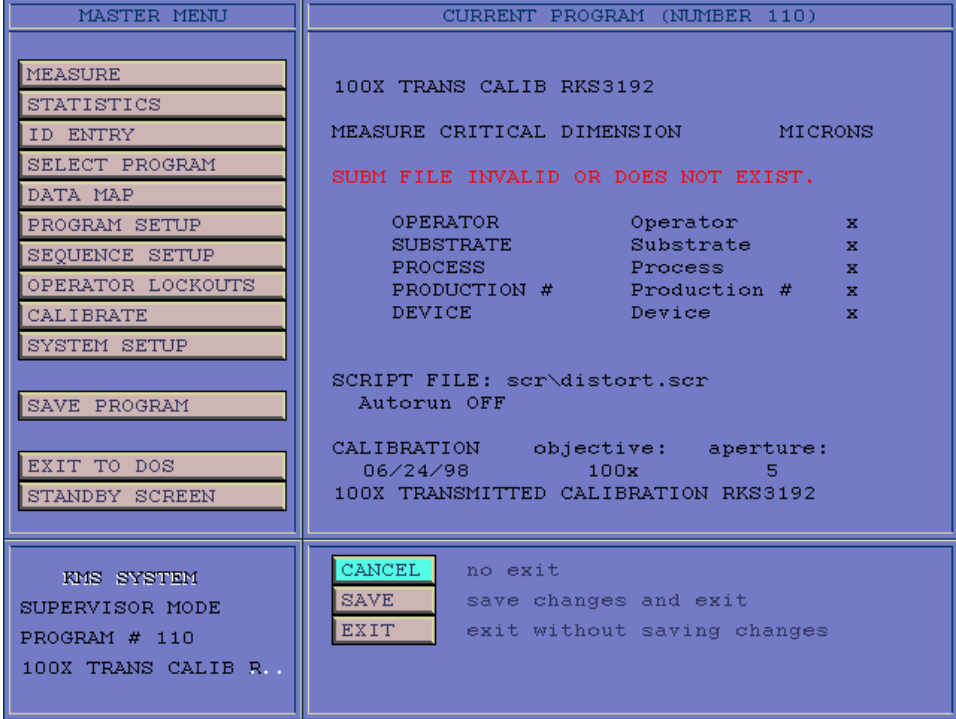 MASTER MENU
MEASURE
STATISTICS
ID ENTRY
SELECT PROGRAM
DATA MAP
PROGRAM SETUP
SEQUENCE SETUP
OPERATOR LOCKOUTS
CALIBRATE
SYSTEM SETUP
SAVE PROGRAM
EXIT TO DOS
STANDBY SCREEN
CURRENT PROGRAM (NUMBER 110)
100X TRANS CALIB RKS3192
MEASURE CRITICAL DIMENSION MICRONS
SUBM FILE INVALID OR DOES NOT EXIST.
OPERATOR Operator x
SUBSTRATE Substrate x
PROCESS Process x
PRODUCTION # Production # x
DEVICE Device x
SCRIPT FILE: scr\distort.scr
Autorun OFF
CALIBRATION objective: aperture:
06/24/98 100x 5
100X TRANSMITTED CALIBRATION RKS3192
KMS SYSTEM
SUPERVISOR MODE
PROGRAM # 110
100X TRANS CALIB R..
CANCEL no exit
SAVE save changes and exit
EXIT exit without saving changes